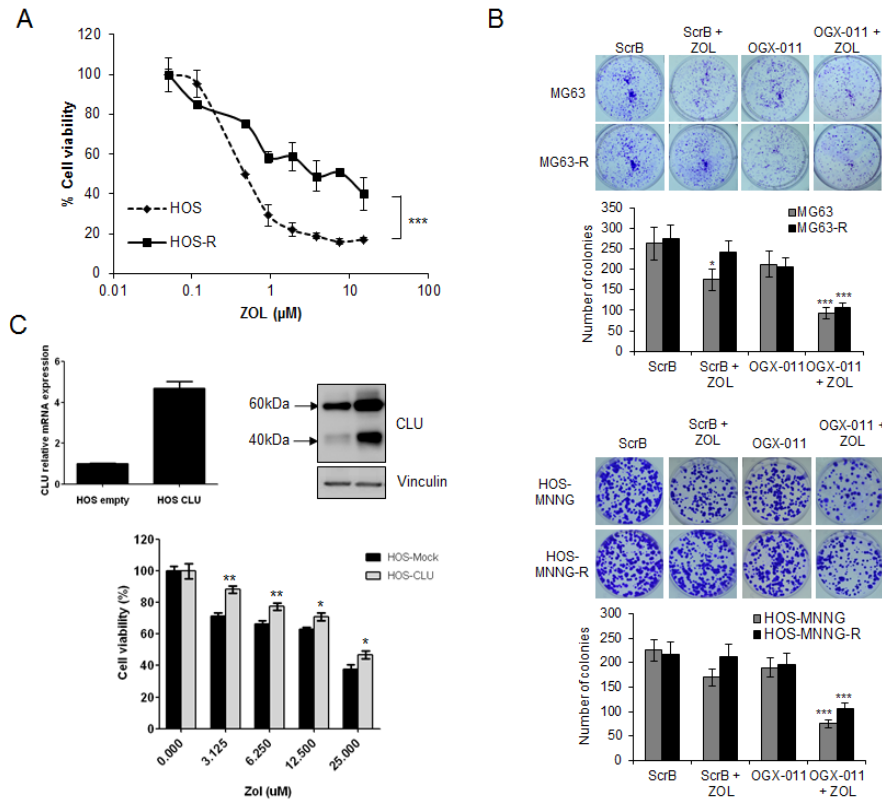 A
120
100
80
60
40
20
0
% Cell viability
HOS
HOS-R
***
0.01
0.1
1
10
100
ZOL (µM)
B
ScrB
ScrB +
ZOL
OGX-011
OGX-011 +
ZOL
MG63
MG63-R
300
250
200
150
100
50
0
Number of colonies
MG63
MG63-R
*
*** ***
ScrB
ScrB
+ ZOL
OGX-011
OGX-011
+ ZOL
ScrB
ScrB +
ZOL
OGX-011
OGX-011
+ ZOL
HOS-
MNNG
HOS-
MNNG-R
300
250
200
150
100
50
0
Number of colonies
HOS-MNNG
HOS-MNNG-R
***
***
ScrB
ScrB +
ZOL
OGX-011
OGX-011
+ ZOL
C
CLU relative mRNA expression
6
4
2
0
HOS empty
HOS CLU
60kDa
40kDa
CLU
Vinculin
Cell viability (%)
120
100
80
60
40
20
0
HOS-Mock
HOS-CLU
**
**
*
*
0.000
3.125
6.250
12.500
25.000
Zol (uM)